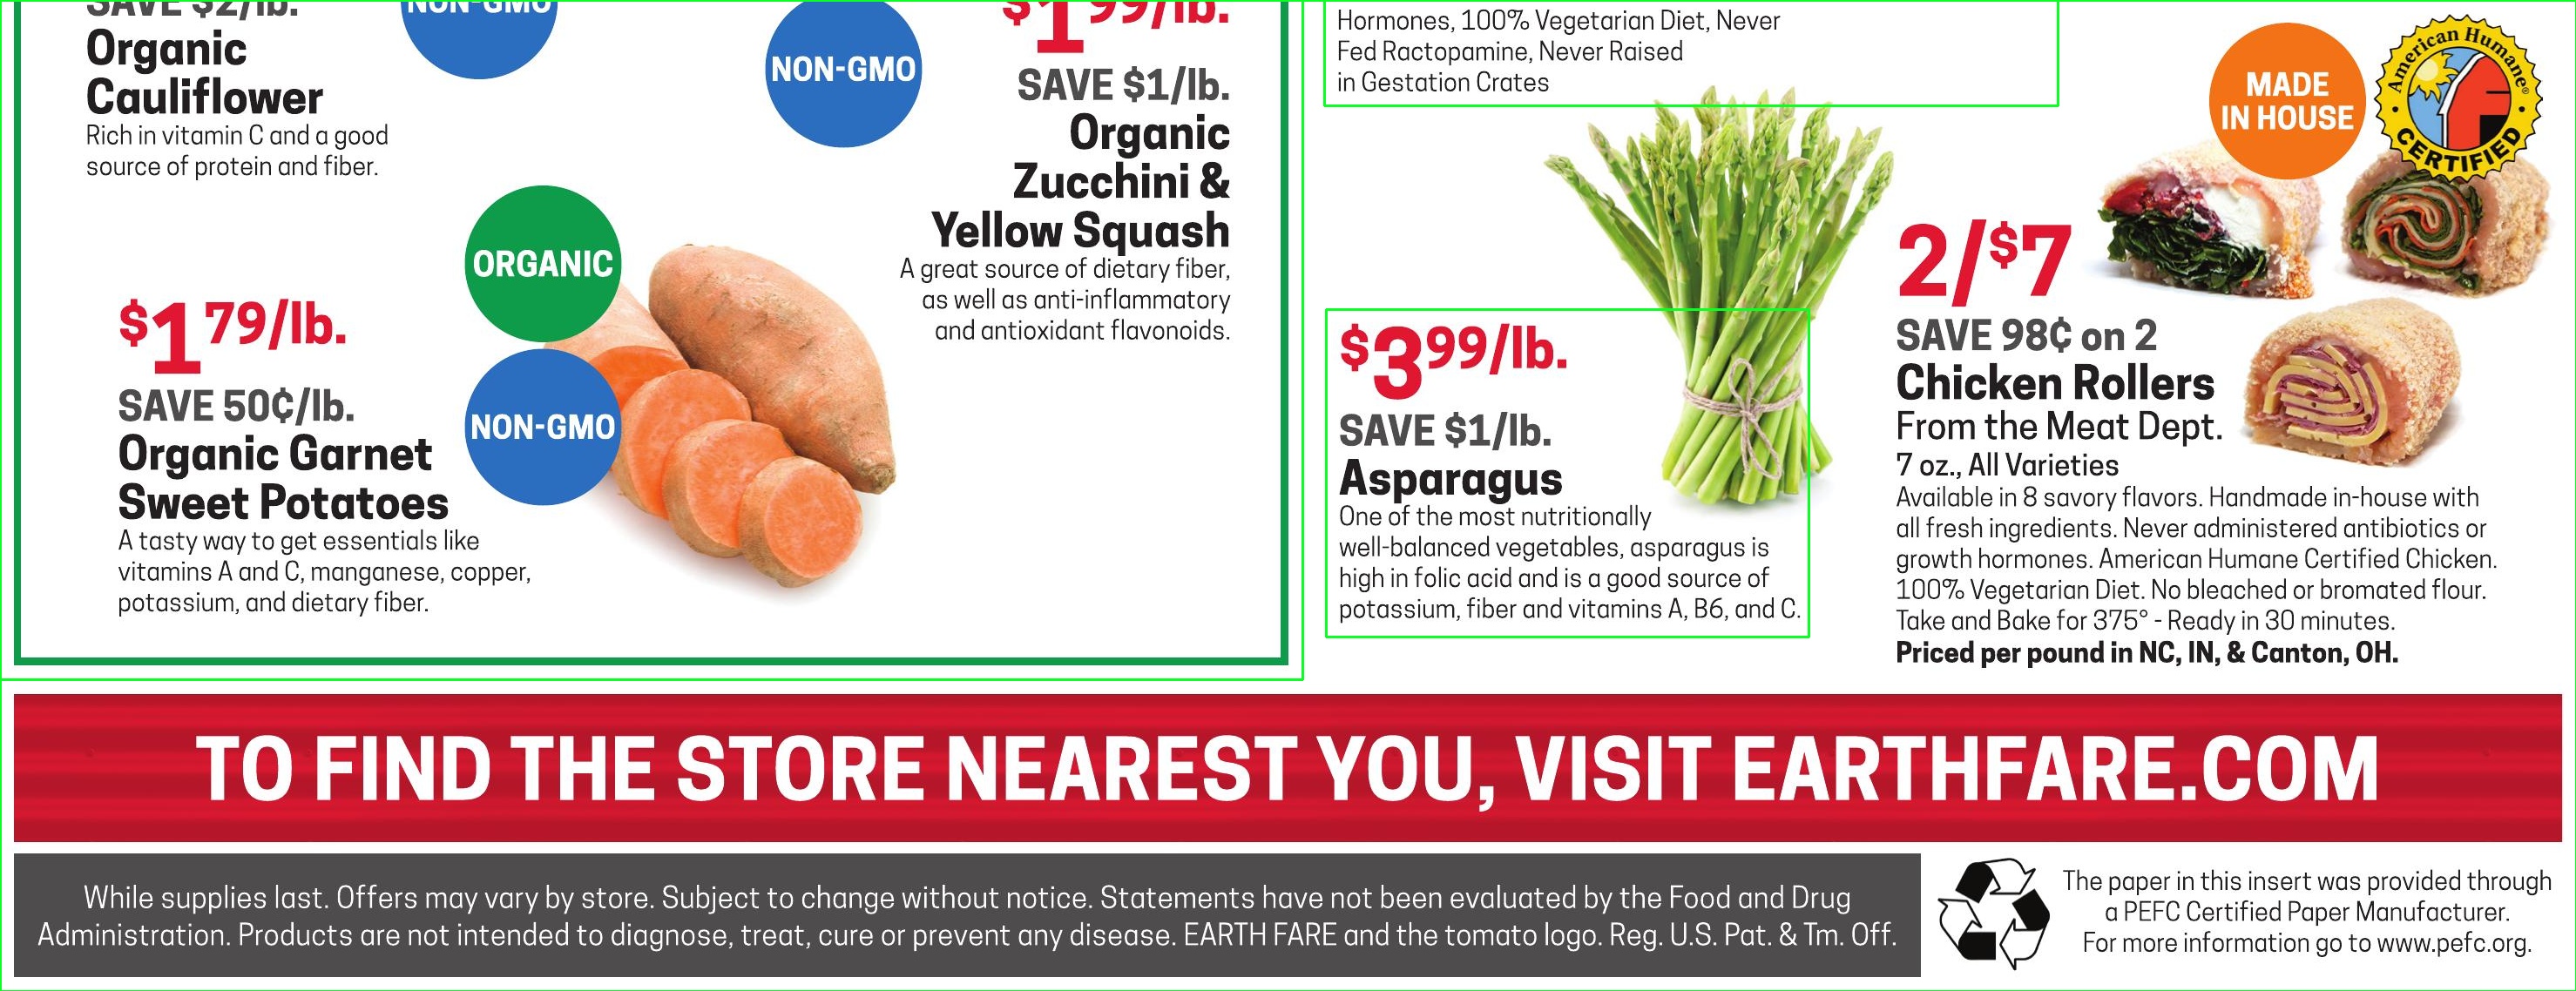 SAVE $2/lb.
Organic
Cauliflower
Rich in vitamin C and a good
source of protein and fiber.
NON-GMO
NON-GMO
$1 99/lb.
SAVE $1/lb.
Organic
Zucchini &
Yellow Squash
A great source of dietary fiber,
as well as anti-inflammatory
and antioxidant flavonoids.
ORGANIC
NON-GMO
$1 79/lb.
SAVE 50¢/lb.
Organic Garnet
Sweet Potatoes
A tasty way to get essentials like
vitamins A and C, manganese, copper,
potassium, and dietary fiber.
Hormones, 100% Vegetarian Diet, Never
Fed Ractopamine, Never Raised
in Gestation Crates
$3 99/lb.
SAVE $1/lb.
Asparagus
One of the most nutritionally
well-balanced vegetables, asparagus is
high in folic acid and is a good source of
potassium, fiber and vitamins A, B6, and C.
MADE
IN HOUSE
American Humane®
CERTIFIED
2/$7
SAVE 98¢ on 2
Chicken Rollers
From the Meat Dept.
7 oz., All Varieties
Available in 8 savory flavors. Handmade in-house with
all fresh ingredients. Never administered antibiotics or
growth hormones. American Humane Certified Chicken.
100% Vegetarian Diet. No bleached or bromated flour.
Take and Bake for 375° - Ready in 30 minutes.
Priced per pound in NC, IN, & Canton, OH.
TO FIND THE STORE NEAREST YOU, VISIT EARTHFARE.COM
While supplies last. Offers may vary by store. Subject to change without notice. Statements have not been evaluated by the Food and Drug
Administration. Products are not intended to diagnose, treat, cure or prevent any disease. EARTH FARE and the tomato logo. Reg. U.S. Pat. & Tm. Off.
The paper in this insert was provided through
a PEFC Certified Paper Manufacturer.
For more information go to www.pefc.org.